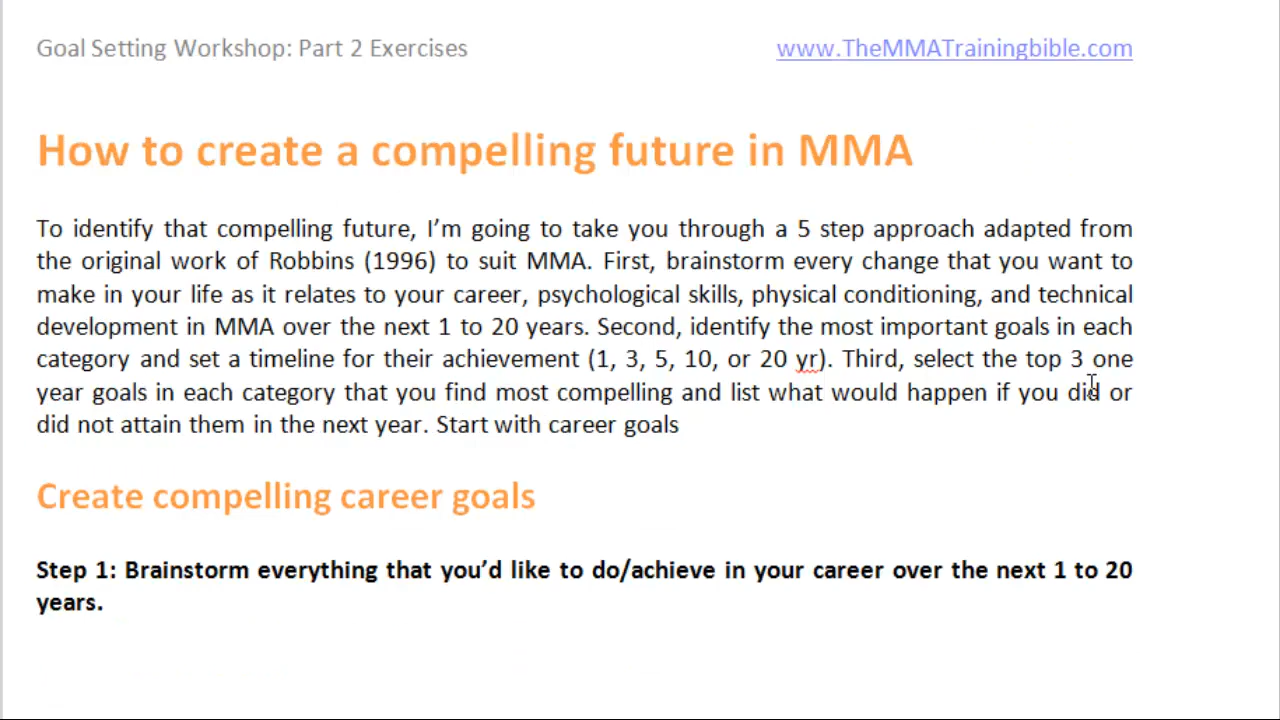 Goal Setting Workshop: Part 2 Exercises
www.TheMMATrainingbible.com
How to create a compelling future in MMA
To identify that compelling future, I’m going to take you through a 5 step approach adapted from
the original work of Robbins (1996) to suit MMA. First, brainstorm every change that you want to
make in your life as it relates to your career, psychological skills, physical conditioning, and technical
development in MMA over the next 1 to 20 years. Second, identify the most important goals in each
category and set a timeline for their achievement (1, 3, 5, 10, or 20 yr). Third, select the top 3 one
year goals in each category that you find most compelling and list what would happen if you did or
did not attain them in the next year. Start with career goals
Create compelling career goals
Step 1: Brainstorm everything that you’d like to do/achieve in your career over the next 1 to 20
years.